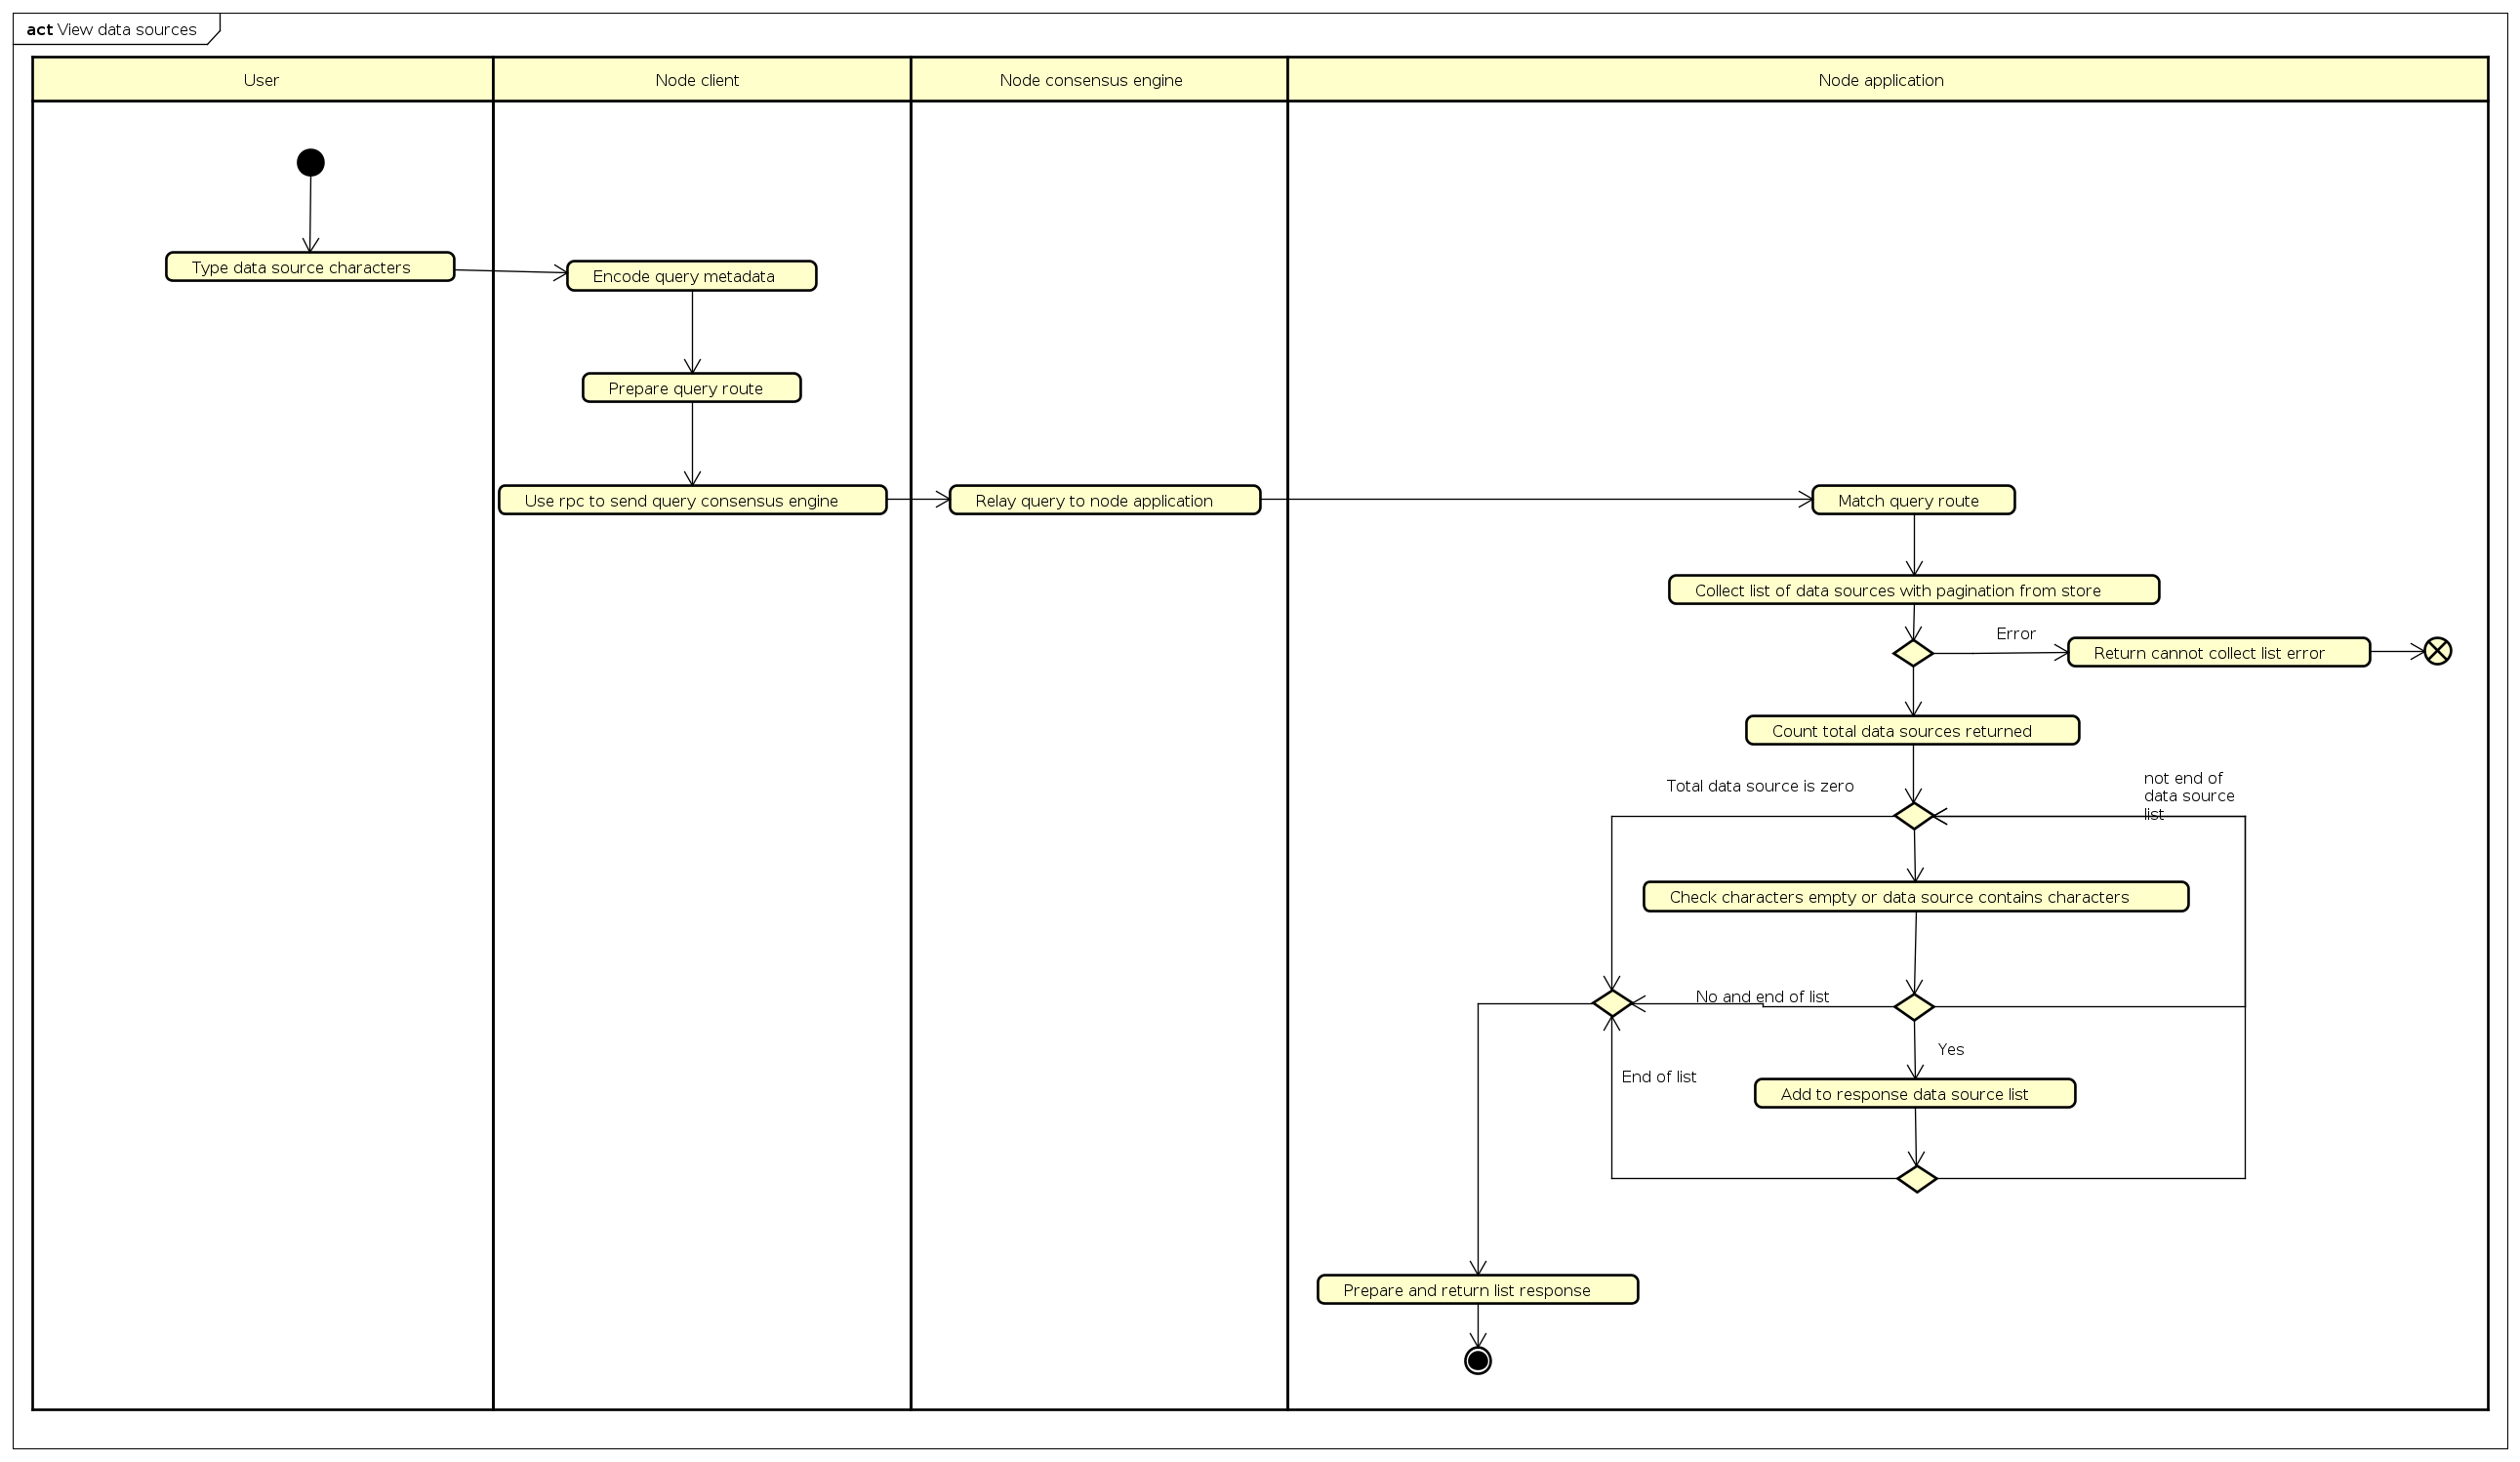 act View data sources
User
Node client
Node consensus engine
Node application
Type data source characters
Encode query metadata
Prepare query route
Use rpc to send query consensus engine
Relay query to node application
Match query route
Collect list of data sources with pagination from store
Error
Return cannot collect list error
Count total data sources returned
Total data source is zero
not end of
data source
list
Check characters empty or data source contains characters
No and end of list
Yes
End of list
Add to response data source list
Prepare and return list response